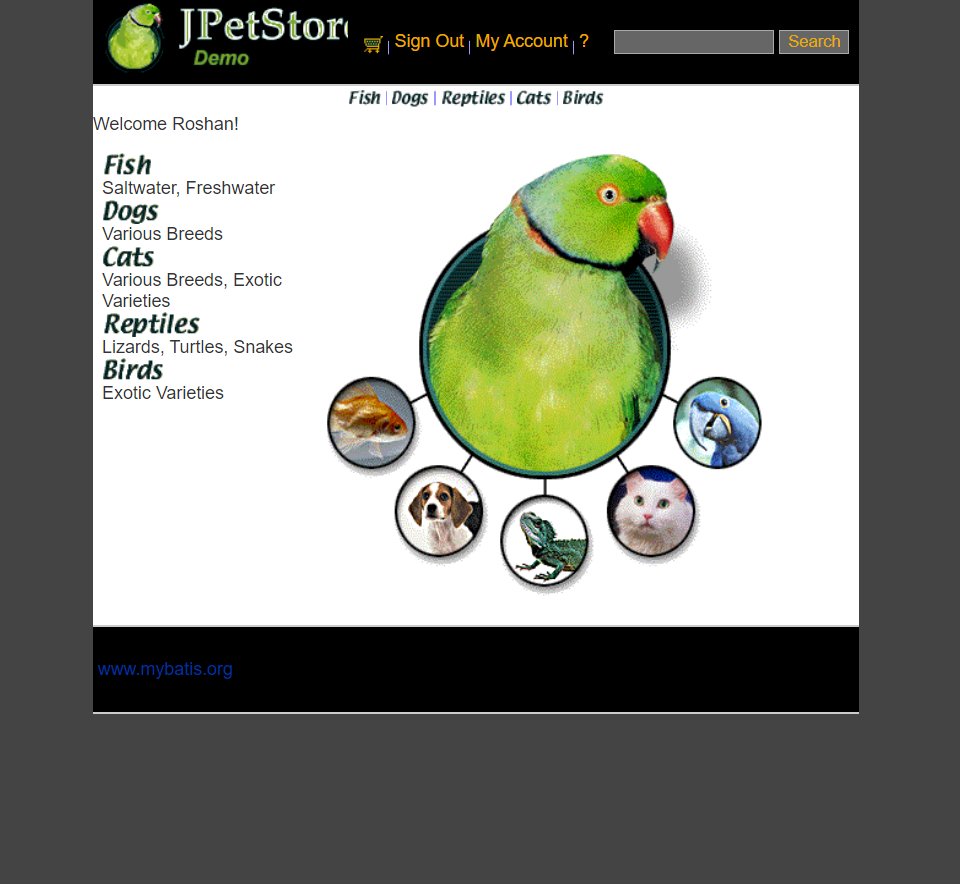 JPetStore
Demo
Sign Out | My Account | ?
Search
Fish | Dogs | Reptiles | Cats | Birds
Welcome Roshan!
Fish
Saltwater, Freshwater
Dogs
Various Breeds
Cats
Various Breeds, Exotic
Varieties
Reptiles
Lizards, Turtles, Snakes
Birds
Exotic Varieties
www.mybatis.org